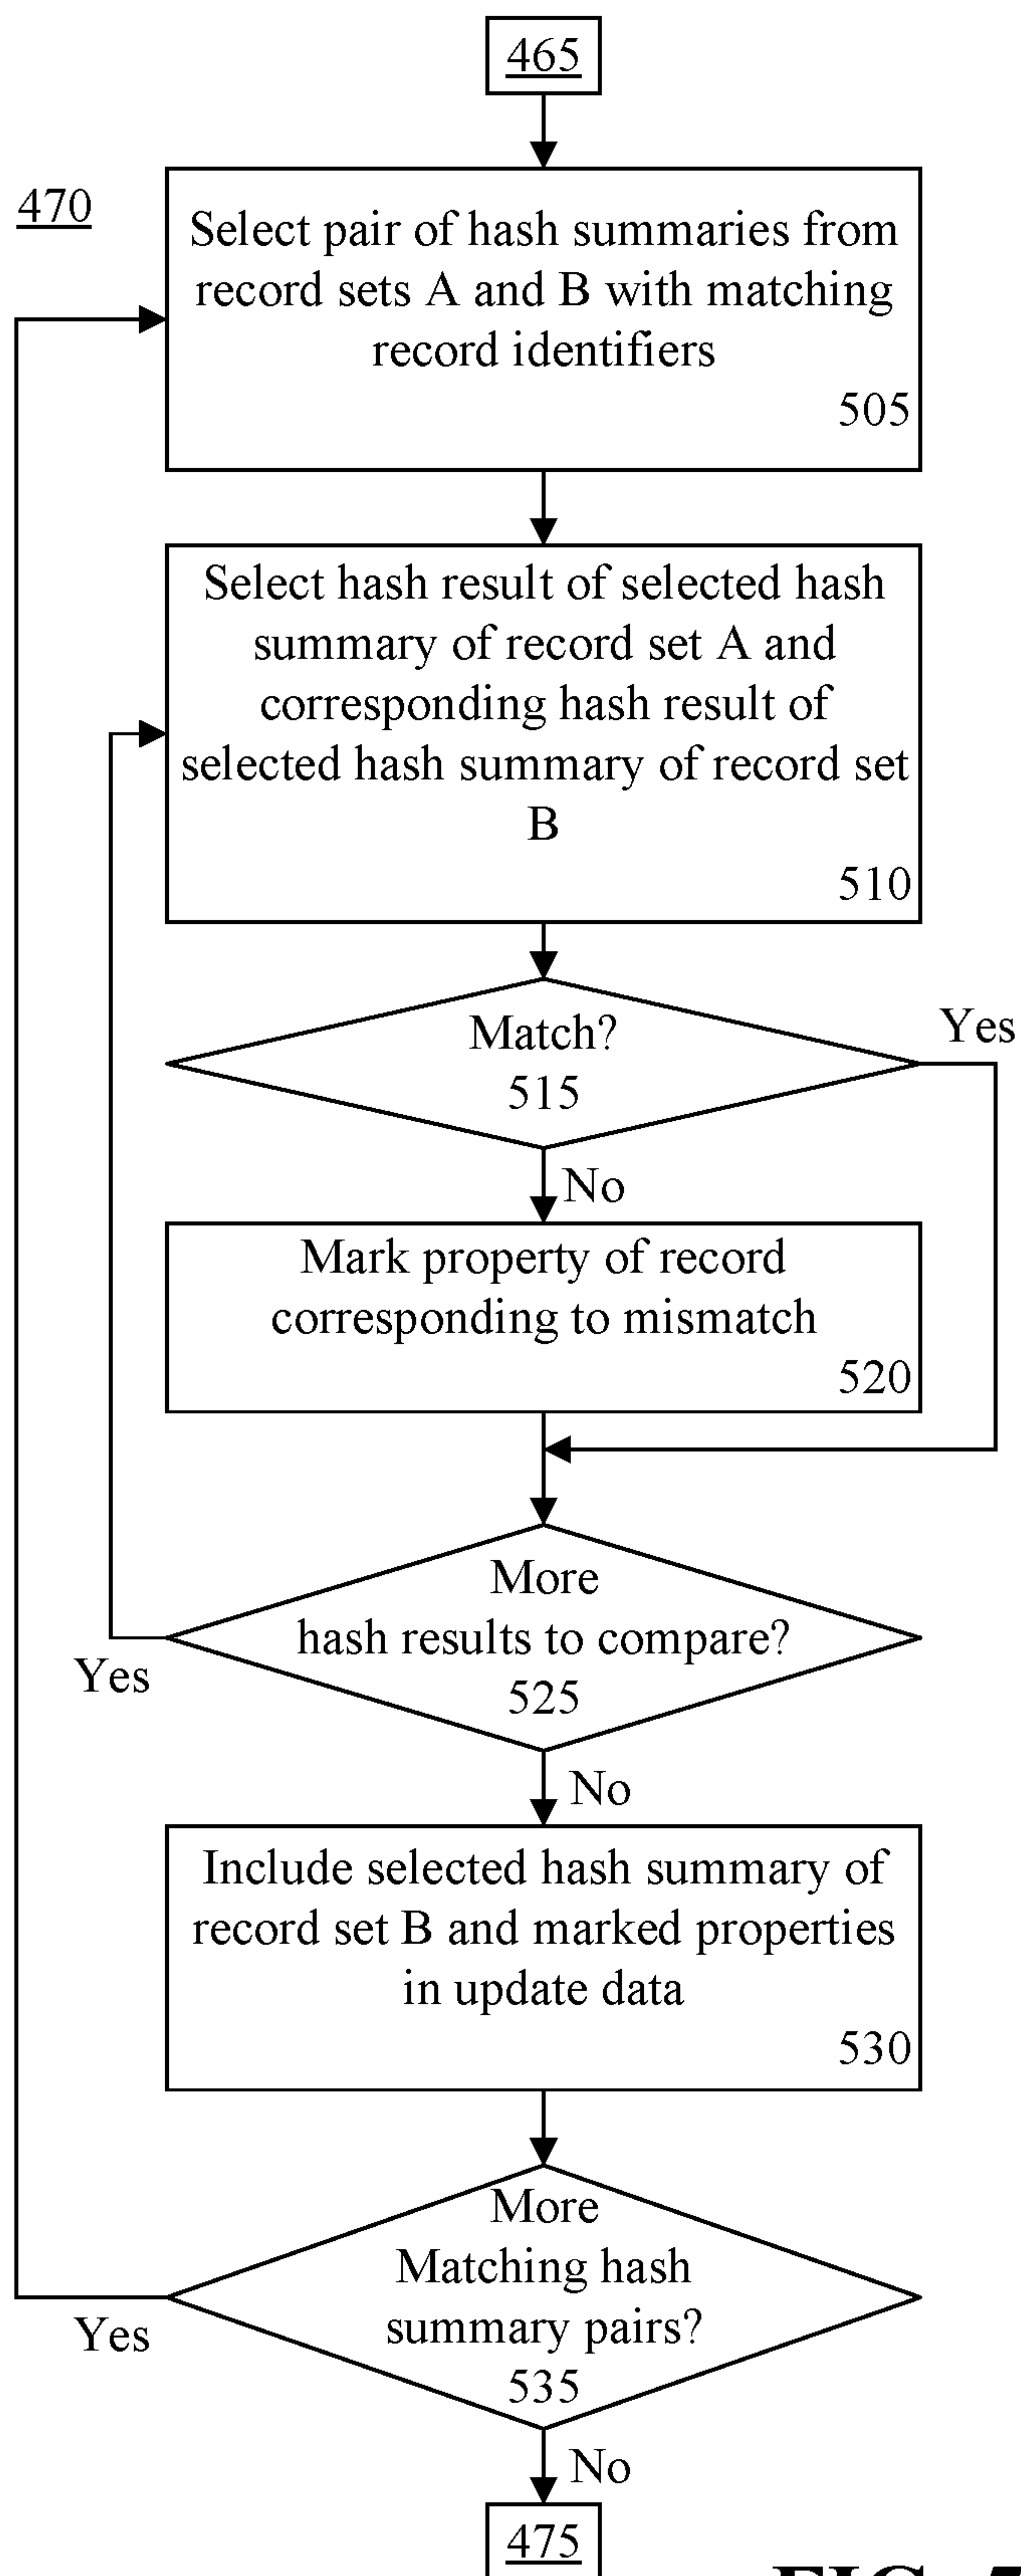 465
470
Select pair of hash summaries from
record sets A and B with matching
record identifiers
505
Select hash result of selected hash
summary of record set A and
corresponding hash result of
selected hash summary of record set
B
510
Match?
515
Yes
No
Mark property of record
corresponding to mismatch
520
More
hash results to compare?
525
Yes
No
Include selected hash summary of
record set B and marked properties
in update data
530
More
Matching hash
summary pairs?
535
Yes
No
475